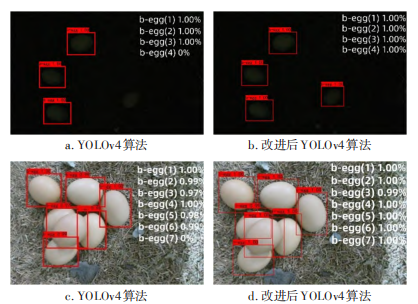 b-egg(1) 1.00%
b-egg(2) 1.00%
b-egg(3) 1.00%
b-egg(4) 0%
b-egg(1) 1.00%
b-egg(2) 1.00%
b-egg(3) 1.00%
b-egg(4) 1.00%
a. YOLOv4算法
b. 改进后YOLOv4算法
b-egg(1) 1.00%
b-egg(2) 0.99%
b-egg(3) 0.97%
b-egg(4) 1.00%
b-egg(5) 0.98%
b-egg(6) 0.99%
b-egg(7) 0%
b-egg(1) 1.00%
b-egg(2) 1.00%
b-egg(3) 0.99%
b-egg(4) 1.00%
b-egg(5) 1.00%
b-egg(6) 1.00%
b-egg(7) 1.00%
c. YOLOv4算法
d. 改进后YOLOv4算法